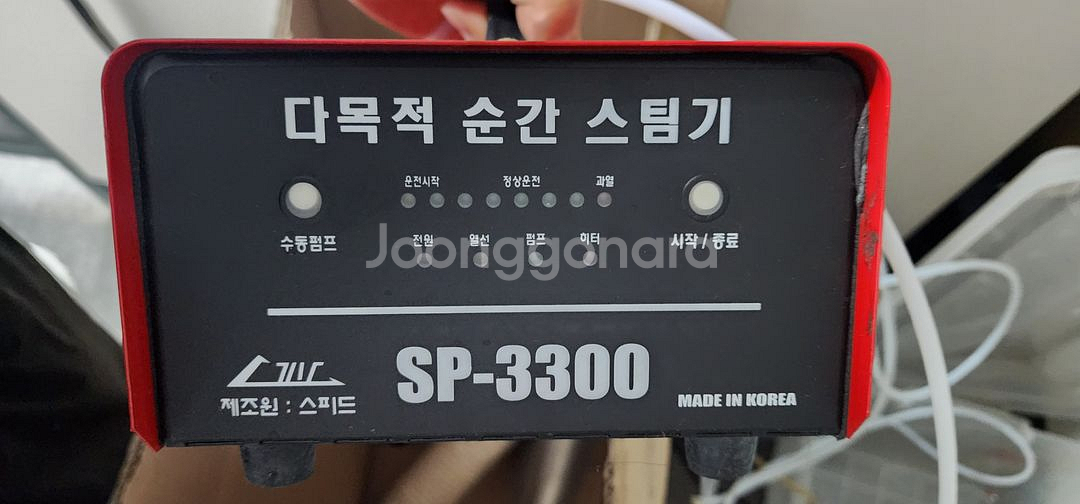 다목적 순간 스팀기
운전시작 정상운전 과열
수동펌프 전원 열선 펌프 히터 시작 / 종료
Joonggonara
SP-3300
제조원 : 스피드
MADE IN KOREA